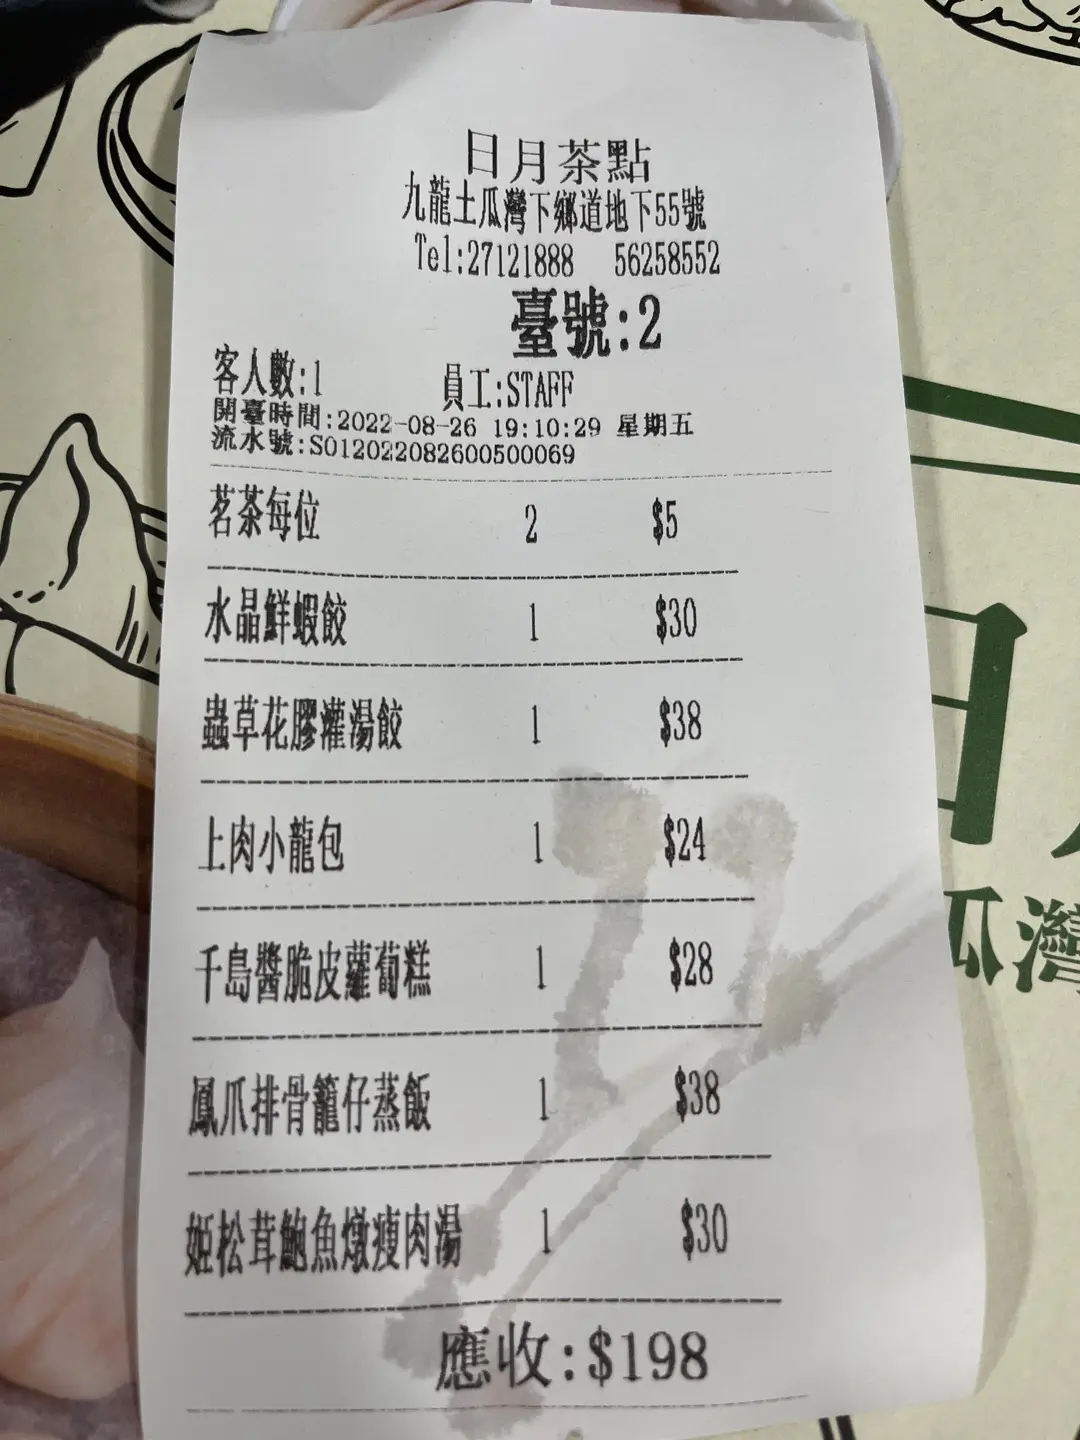 日月茶點
九龍土瓜灣下鄉道地下55號
Tel:27121888 56258552
臺號:2
客人數:1 員工:STAFF
開臺時間:2022-08-26 19:10:29 星期五
流水號:S012022082600500069
茗茶每位 2 $5
水晶鮮蝦餃 1 $30
蟲草花膠灌湯餃 1 $38
上肉小龍包 1 $24
千島醬脆皮蘿蔔糕 1 $28
鳳爪排骨籠仔蒸飯 1 $38
姬松茸鮑魚燉瘦肉湯 1 $30
應收:$198
日
瓜灣